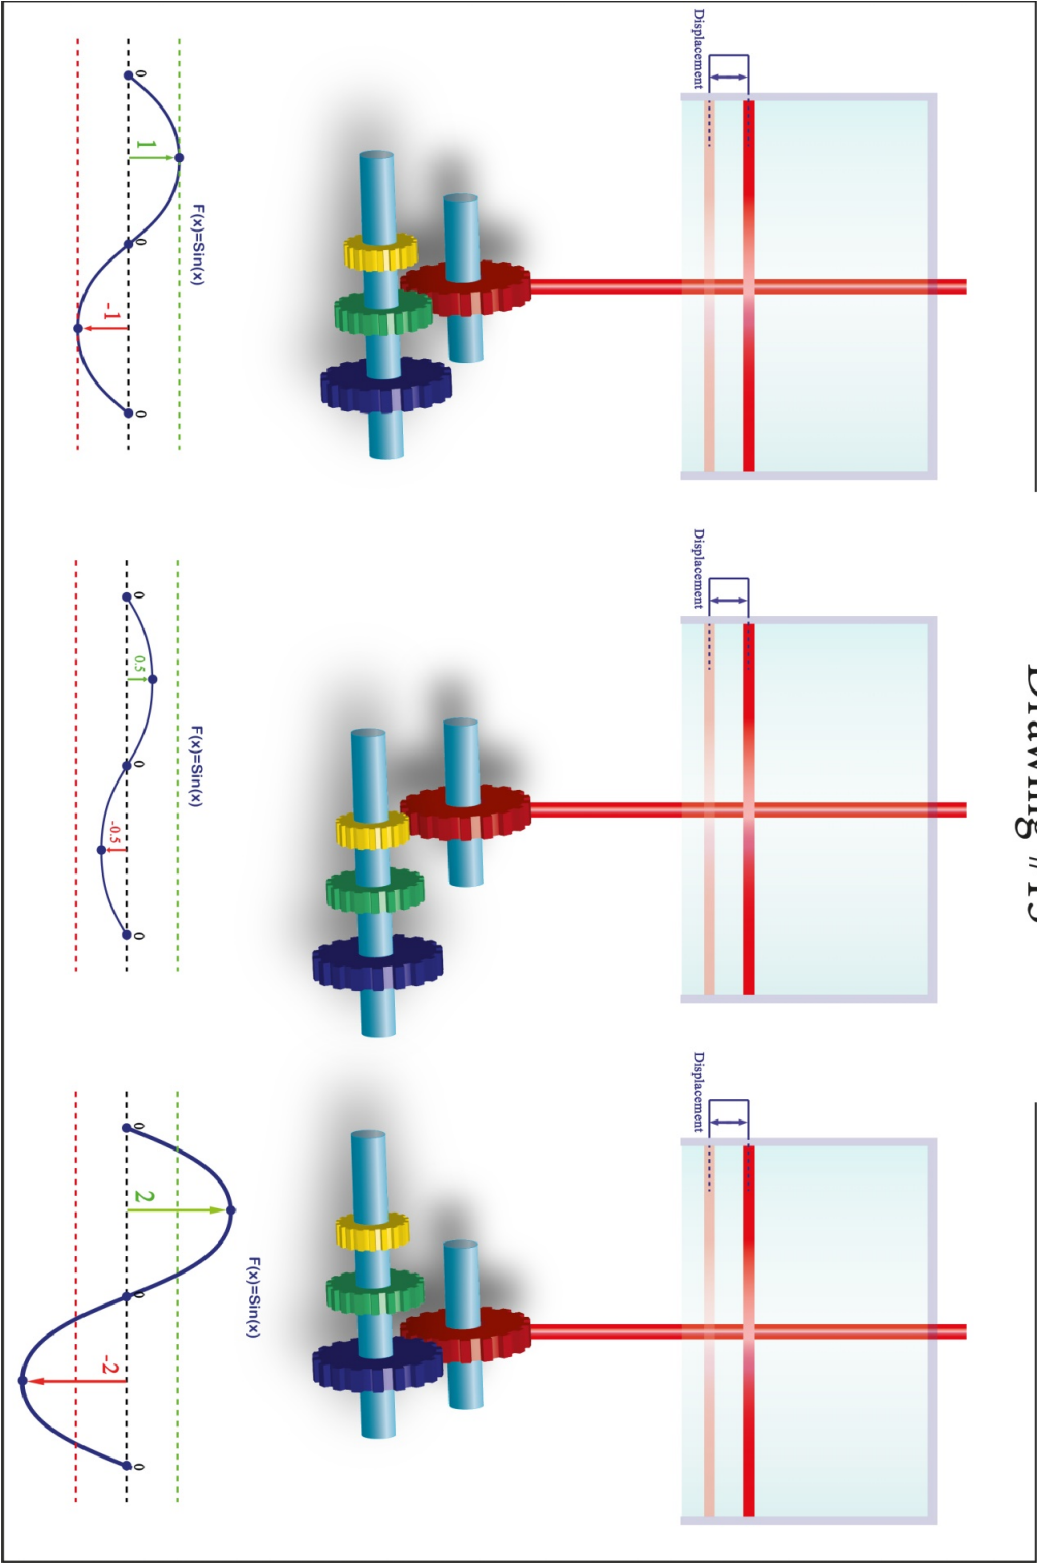 Drawing
Displacement
Displacement
Displacement
F(x)=Sin(x)
0
1
0
-1
0
F(x)=Sin(x)
0
0.5
0
-0.5
0
F(x)=Sin(x)
0
2
0
-2
0